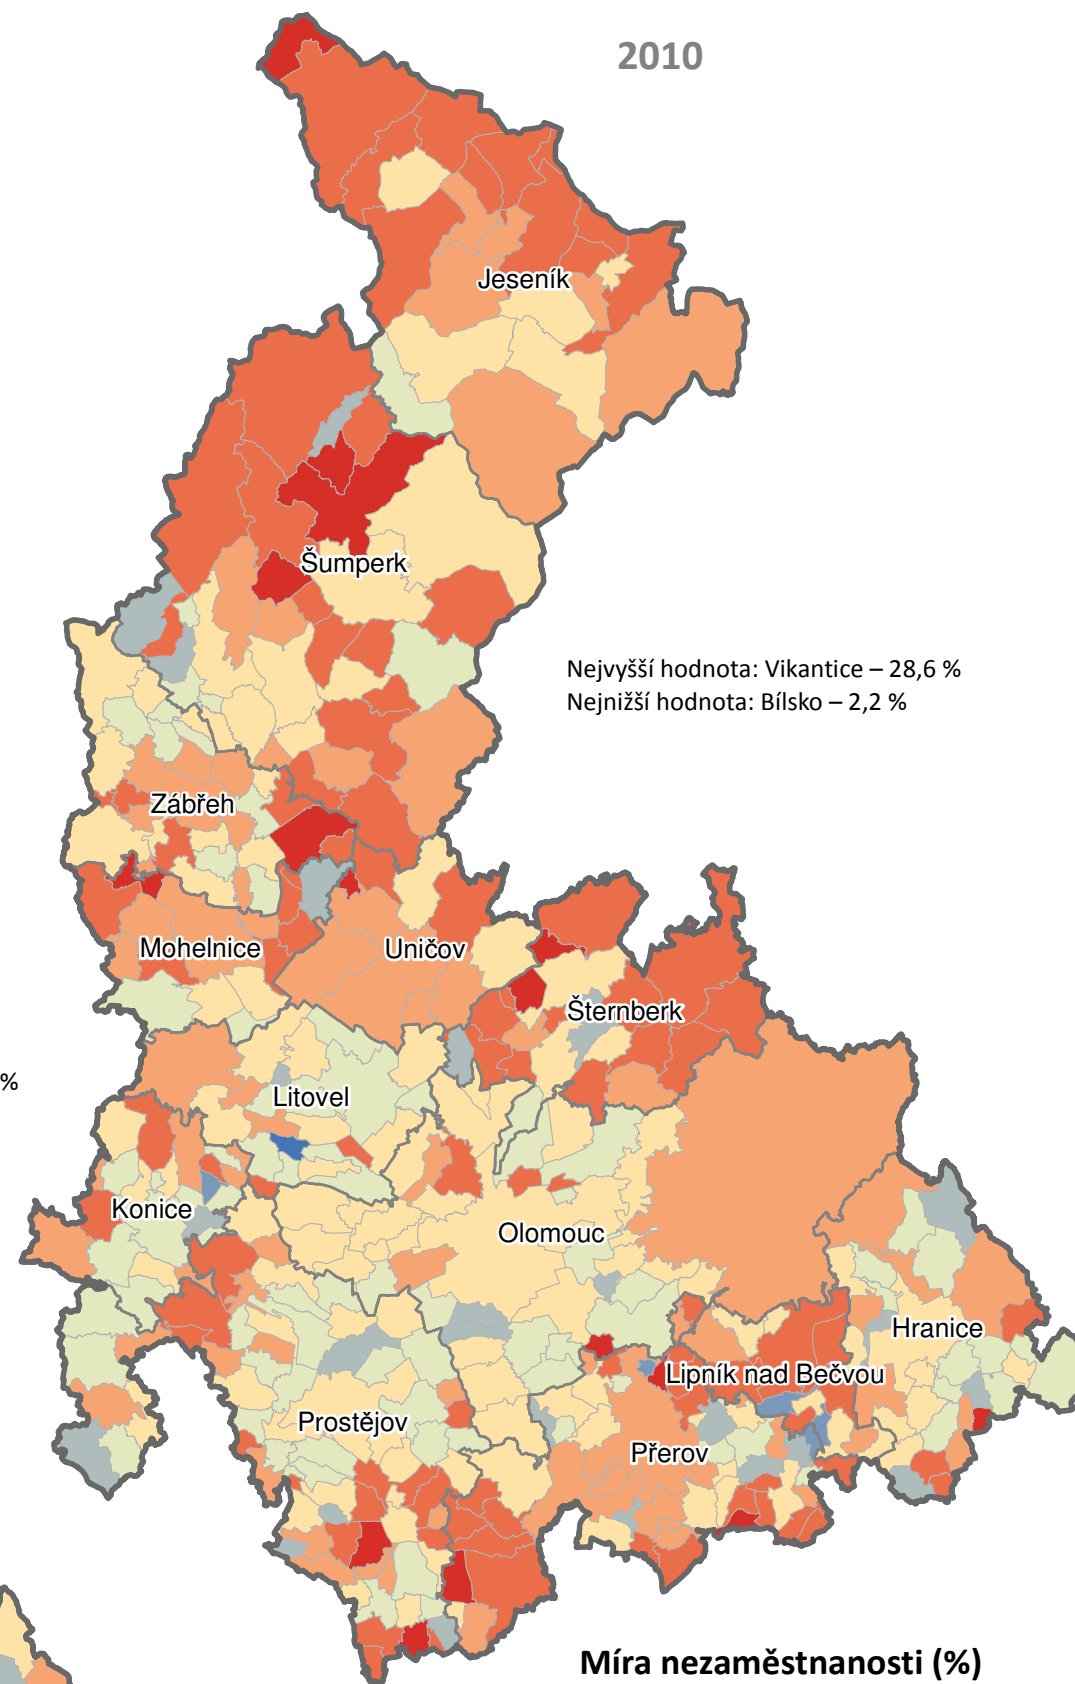 2010
Jeseník
Šumperk
Nejvyšší hodnota: Vikantice – 28,6 %
Nejnižší hodnota: Bílsko – 2,2 %
Zábřeh
Mohelnice
Uničov
Šternberk
%
Litovel
Konice
Olomouc
Hranice
Lipník nad Bečvou
Prostějov
Přerov
Míra nezaměstnanosti (%)